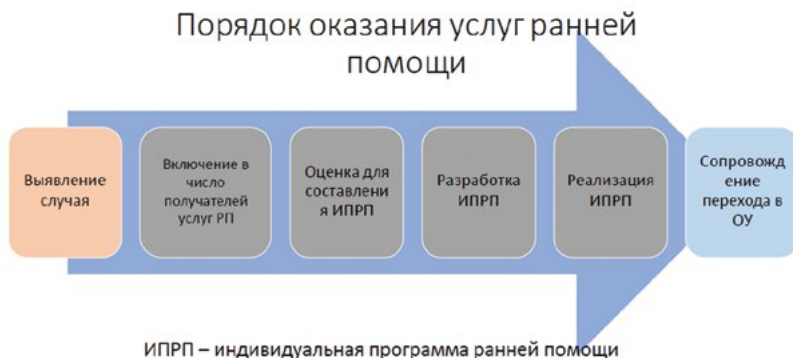 Порядок оказания услуг ранней
помощи
Выявление
случая
Включение в
число
получателей
услуг РП
Оценка для
составлени
я ИПРП
Разработка
ИПРП
Реализация
ИПРП
Сопровожд
ение
перехода в
ОУ
ИПРП – индивидуальная программа ранней помощи